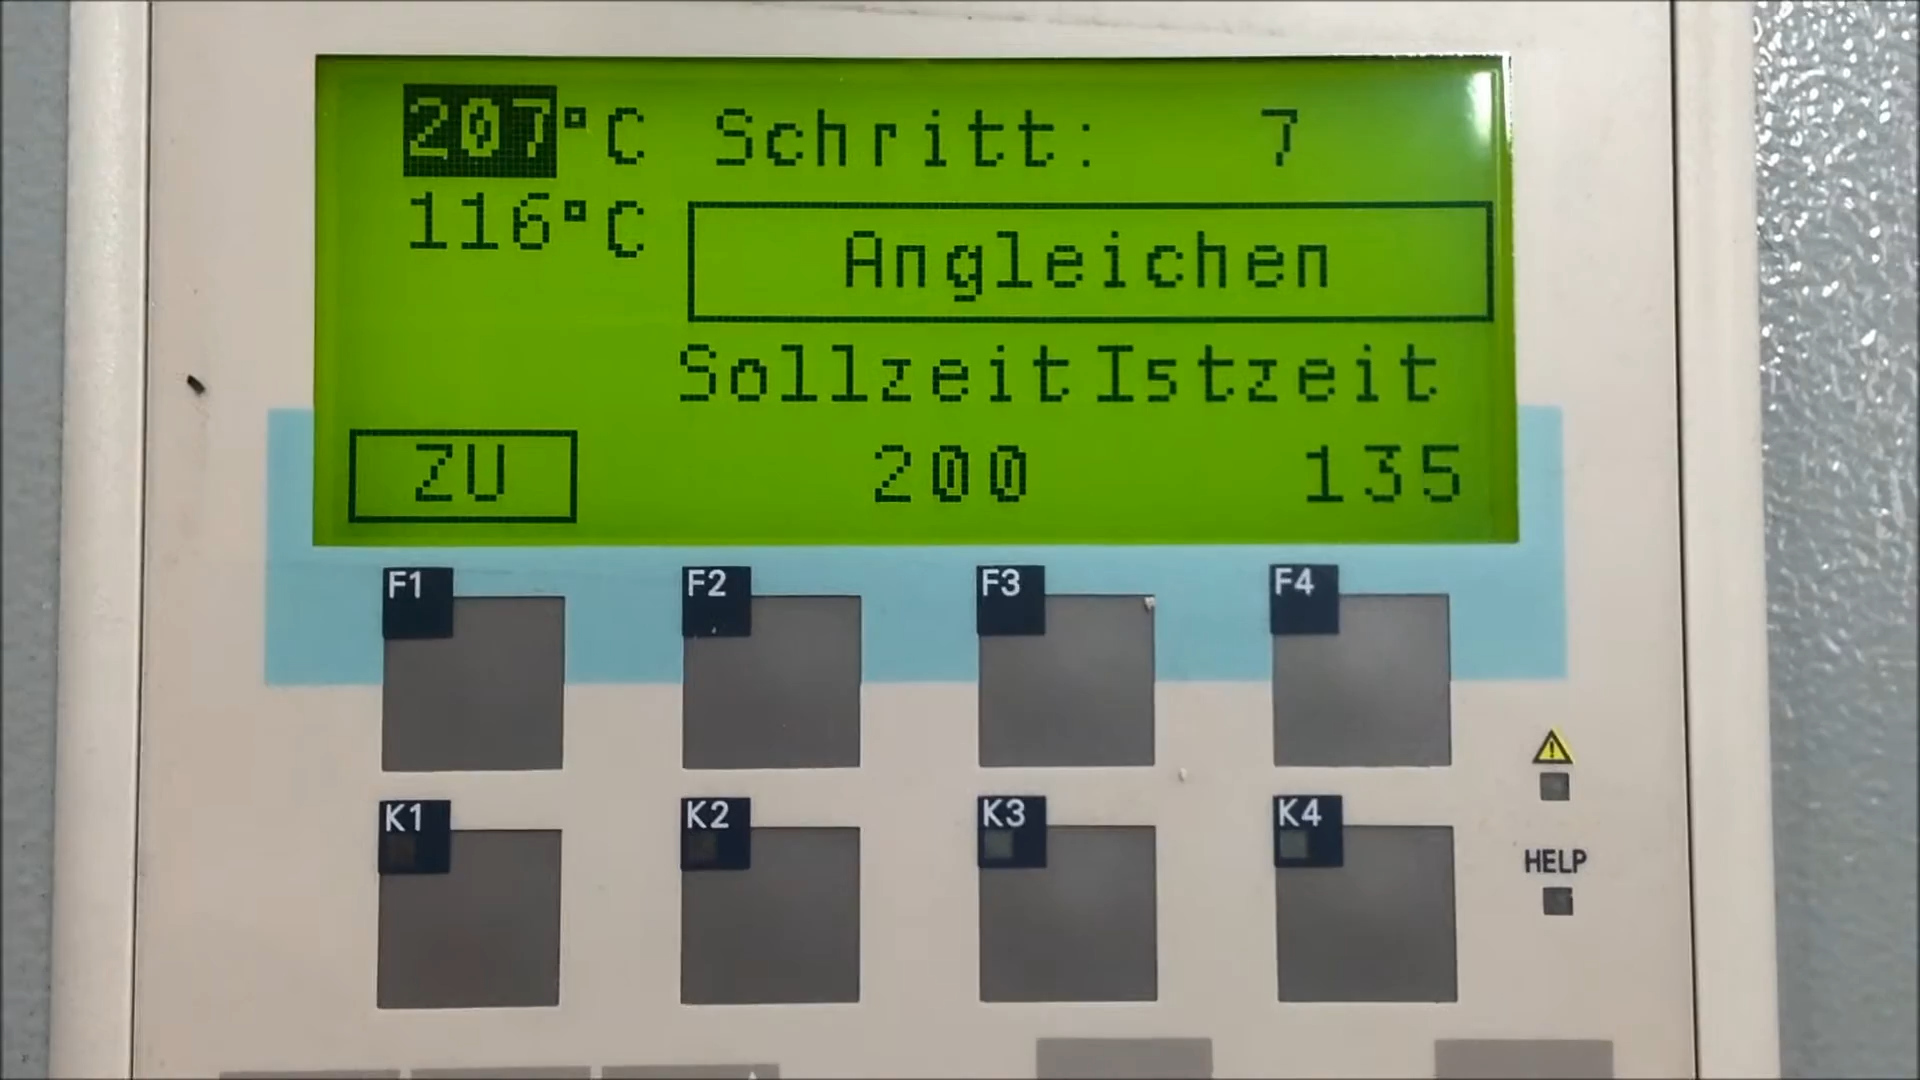 207°C Schritt: 7
116°C
Angleichen
Sollzeit Istzeit
ZU 200 135
F1 F2 F3 F4
K1 K2 K3 K4
HELP